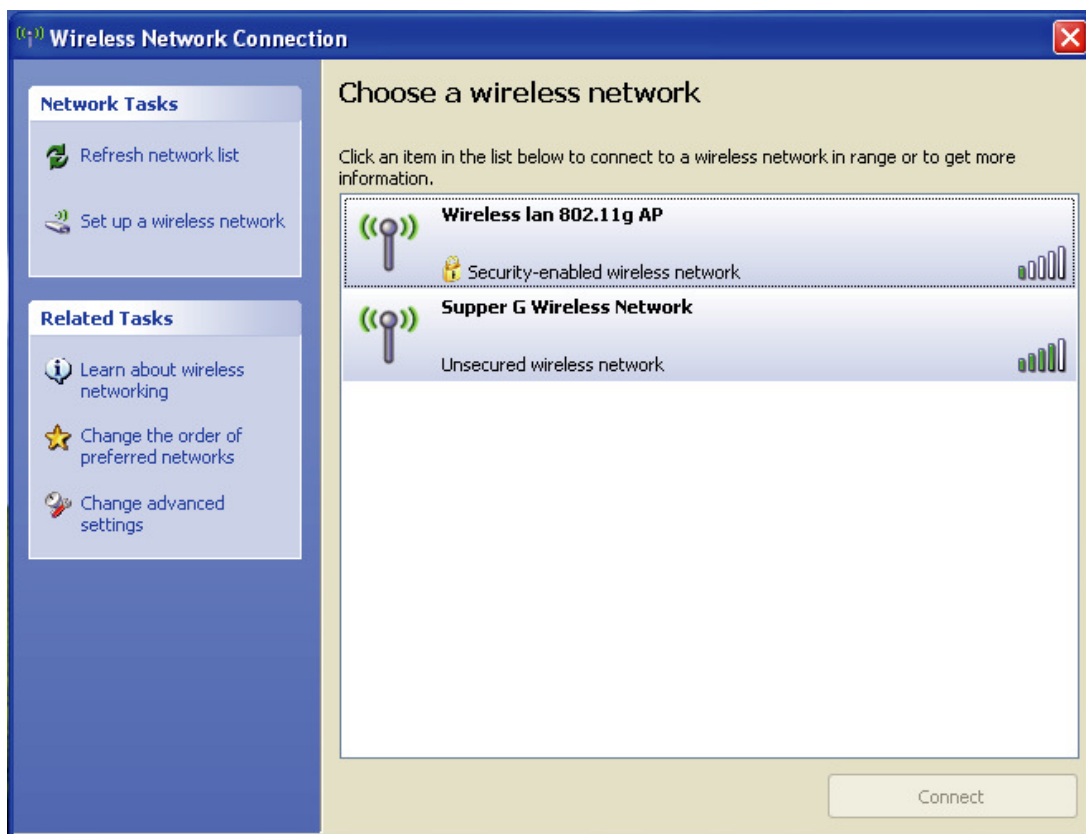 Wireless Network Connection
Network Tasks
Refresh network list
Set up a wireless network
Related Tasks
Learn about wireless
networking
Change the order of
preferred networks
Change advanced
settings
Choose a wireless network
Click an item in the list below to connect to a wireless network in range or to get more
information.
Wireless lan 802.11g AP
Security-enabled wireless network
Supper G Wireless Network
Unsecured wireless network
Connect